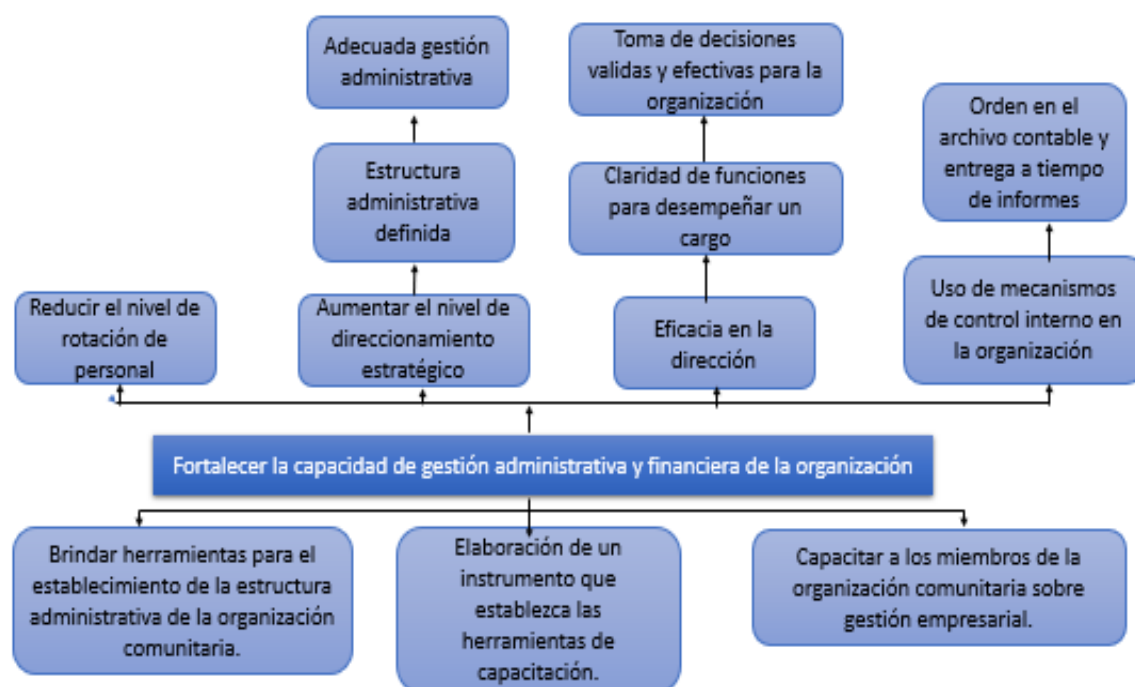 Adecuada gestión
administrativa
Toma de decisiones
validas y efectivas para la
organización
Orden en el
archivo contable y
entrega a tiempo
de informes
Estructura
administrativa
definida
Claridad de funciones
para desempeñar un
cargo
Reducir el nivel de
rotación de
personal
Aumentar el nivel de
direccionamiento
estratégico
Eficacia en la
dirección
Uso de mecanismos
de control interno en
la organización
Fortalecer la capacidad de gestión administrativa y financiera de la organización
Brindar herramientas para el
establecimiento de la estructura
administrativa de la organización
comunitaria.
Elaboración de un
instrumento que
establezca las
herramientas de
capacitación.
Capacitar a los miembros de la
organización comunitaria sobre
gestión empresarial.